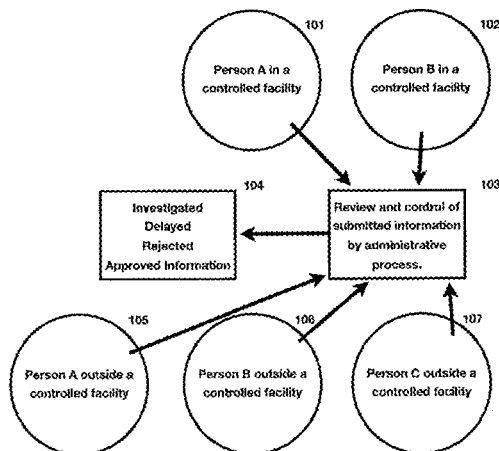 101
102
Person A in a
controlled facility
Person B in a
controlled facility
103
104
Investigated
Delayed
Rejected
Approved Information
Review and control of
submitted information
by administrative
process.
105
106
107
Person A outside a
controlled facility
Person B outside a
controlled facility
Person C outside a
controlled facility